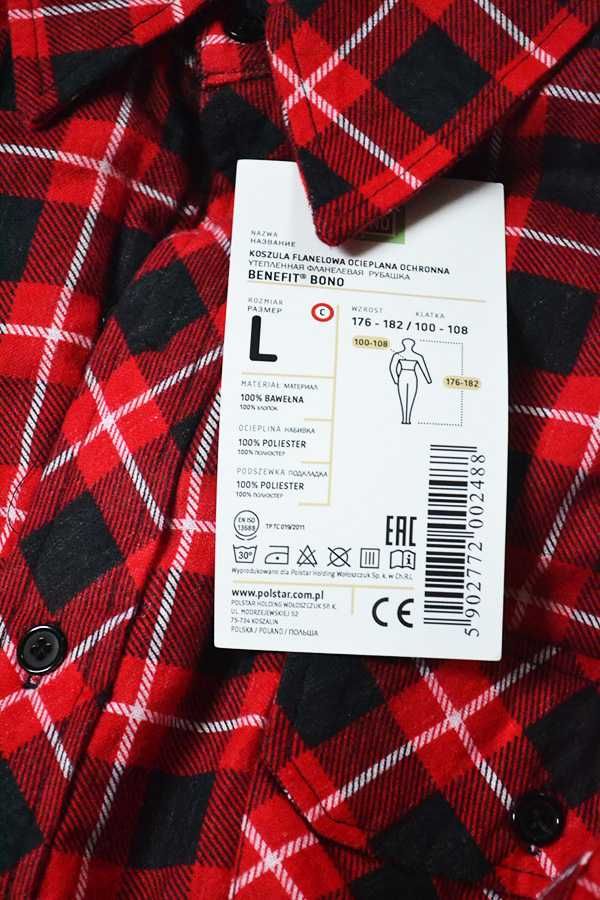 NAZWA
НАЗВАНИЕ
KOSZULA FLANELOWA OCIEPLANA OCHRONNA
УТЕПЛЕННАЯ ФЛАНЕЛЕВАЯ РУБАШКА
BENEFIT® BONO
ROZMIAR
РАЗМЕР
L
C
WZROST KLATKA
176 - 182 / 100 - 108
100-108
176-182
MATERIAŁ МАТЕРИАЛ
100% BAWEŁNA
100% ХЛОПОК
OCIEPLINA НАБИВКА
100% POLIESTER
100% ПОЛИЭСТЕР
PODSZEWKA ПОДКЛАДКА
100% POLIESTER
100% ПОЛИЭСТЕР
EN ISO
13688
ТР ТС 019/2011
EAC
30°
Wyprodukowano dla Polstar Holding Wołoszczuk Sp. k. w Ch.R.L
www.polstar.com.pl
POLSTAR HOLDING WOŁOSZCZUK SP. K.
UL. MODRZEJEWSKIEJ 52
75-734 KOSZALIN
POLSKA / POLAND / ПОЛЬША
CE
5 902772 002488